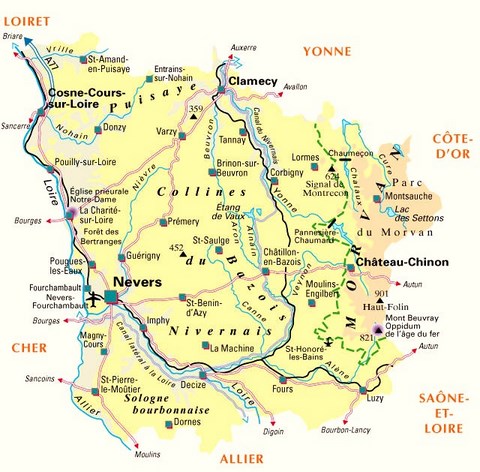 LOIRET
Briare
A77
Vrille
St-Amand-
en-Puisaye
Entrains-
sur-Nohain
Auxerre
YONNE
Clamecy
Avallon
Cosne-Cours-
sur-Loire
Puisaye
359
Sancerre
Nohain
Donzy
Varzy
Beuvron
Tannay
Canal du Nivernais
CÔTE-
D'OR
Pouilly-sur-Loire
Nièvre
Brinon-sur-
Beuvron
Corbigny
Lormes
Chaumeçon
Cure
624
Signal de
Montrecon
Chalaux
Parc
Montsauche
Loire
Église prieurale
Notre-Dame
La Charité-
sur-Loire
Bourges
Forêt des
Bertranges
Collines
Prémery
Étang
de Vaux
Yonne
Lac
des Settons
Pannecière-
Chaumard
du Morvan
MORVAN
452
St-Saulge
Aron
Alnain
Pougues-
les-Eaux
Guérigny
du
Bazois
Châtillon-
en-Bazois
Veynon
Château-Chinon
Autun
Fourchambault
Nevers-
Fourchambault
Nevers
St-Benin-
d'Azy
Canne
Moulins-
Engilbert
901
Haut-Folin
Bourges
Imphy
Nivernais
Mont Beuvray
Oppidum
de l'âge du fer
821
CHER
Magny-
Cours
Canal latéral à la Loire
La Machine
St-Honoré
les-Bains
Autun
Sancoins
St-Pierre-
le-Moûtier
Decize
Alène
Fours
Luzy
Allier
Sologne
bourbonnaise
Loire
Dornes
Digoin
Bourbon-Lancy
SAÔNE-
ET-
LOIRE
Moulins
ALLIER